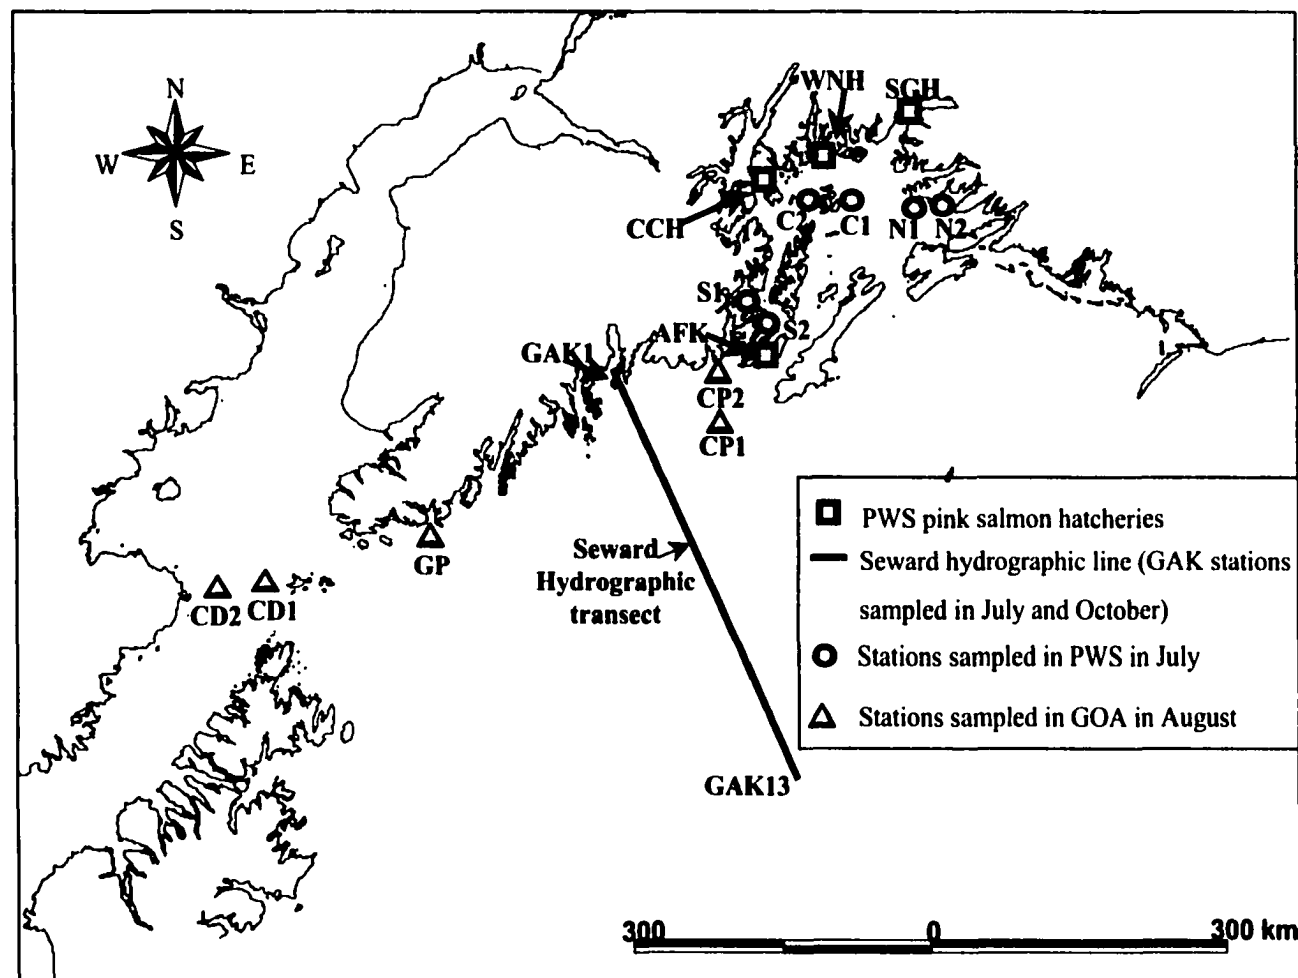 N
W E
S
WNH
SGH
CCH
C2
C1
N1
N2
S1
AFK
S2
GAK1
CP2
CP1
GP
CD2
CD1
Seward
Hydrographic
transect
GAK13
PWS pink salmon hatcheries
Seward hydrographic line (GAK stations
sampled in July and October)
Stations sampled in PWS in July
Stations sampled in GOA in August
300 0 300 km